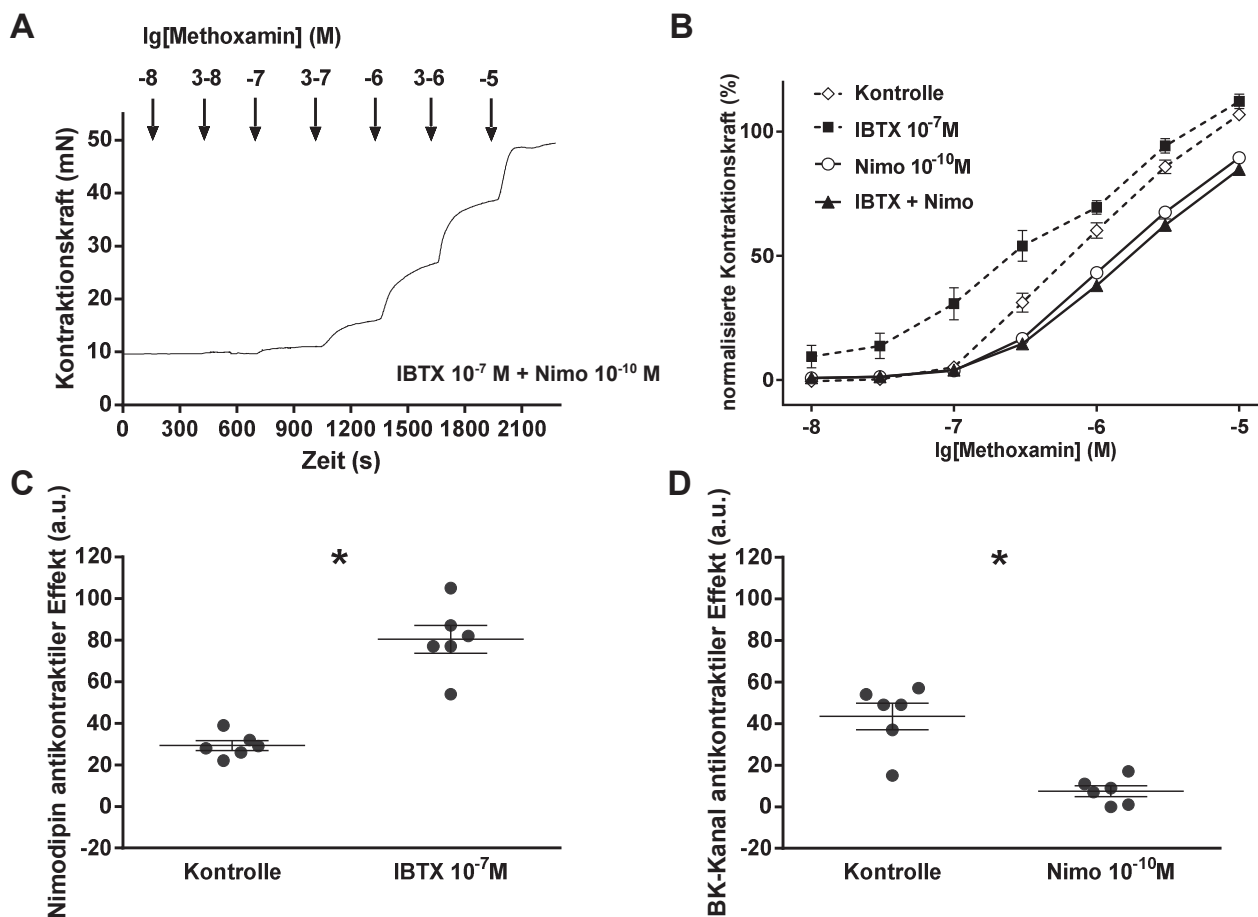 A
lg[Methoxamin] (M)
-8 3-8 -7 3-7 -6 3-6 -5
Kontraktionskraft (mN)
50
40
30
20
10
0
IBTX 10⁻⁷ M + Nimo 10⁻¹⁰ M
0 300 600 900 1200 1500 1800 2100
Zeit (s)
B
normalisierte Kontraktionskraft (%)
Kontrolle
IBTX 10⁻⁷M
Nimo 10⁻¹⁰M
IBTX + Nimo
100
50
0
-8 -7 -6 -5
lg[Methoxamin] (M)
C
Nimodipin antikontraktiler Effekt (a.u.)
*
120
100
80
60
40
20
0
-20
Kontrolle IBTX 10⁻⁷M
D
BK-Kanal antikontraktiler Effekt (a.u.)
*
120
100
80
60
40
20
0
-20
Kontrolle Nimo 10⁻¹⁰M